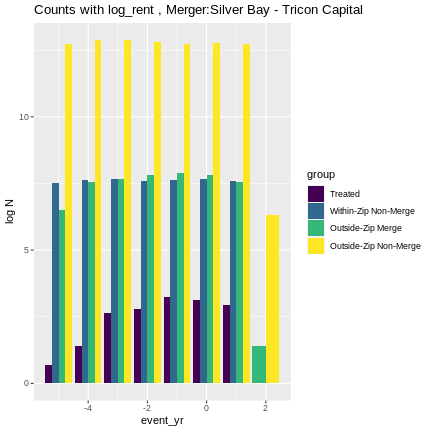 Counts with log_rent , Merger:Silver Bay - Tricon Capital
log N
10
5
0
-4
-2
0
2
event_yr
group
Treated
Within-Zip Non-Merge
Outside-Zip Merge
Outside-Zip Non-Merge